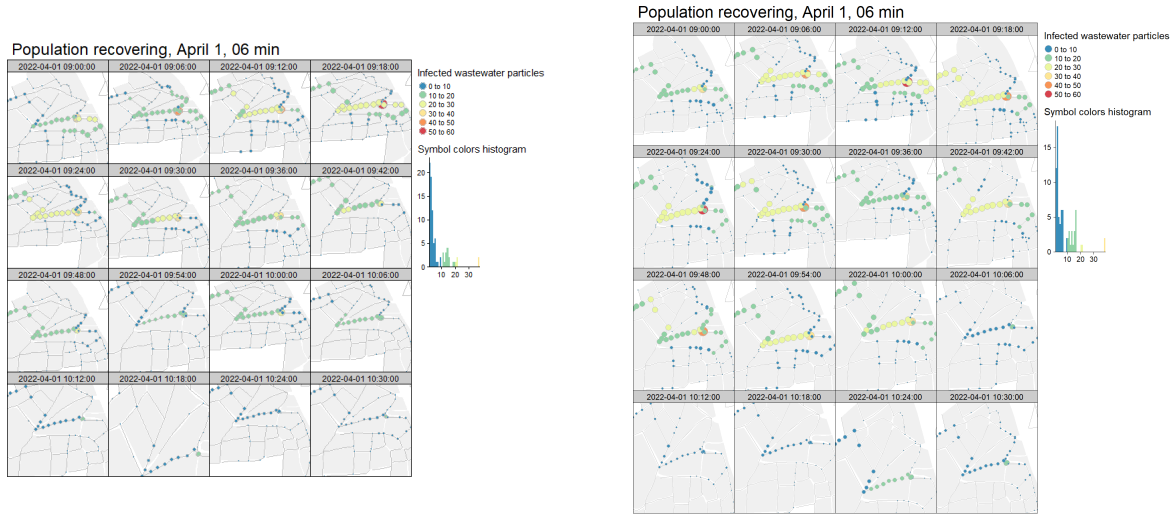 Population recovering, April 1, 06 min
2022-04-01 09:00:00
2022-04-01 09:06:00
2022-04-01 09:12:00
2022-04-01 09:18:00
2022-04-01 09:24:00
2022-04-01 09:30:00
2022-04-01 09:36:00
2022-04-01 09:42:00
2022-04-01 09:48:00
2022-04-01 09:54:00
2022-04-01 10:00:00
2022-04-01 10:06:00
2022-04-01 10:12:00
2022-04-01 10:18:00
2022-04-01 10:24:00
2022-04-01 10:30:00
Infected wastewater particles
0 to 10
10 to 20
20 to 30
30 to 40
40 to 50
50 to 60
Symbol colors histogram
20
15
10
5
0
10 20 30
Population recovering, April 1, 06 min
2022-04-01 09:00:00
2022-04-01 09:06:00
2022-04-01 09:12:00
2022-04-01 09:18:00
2022-04-01 09:24:00
2022-04-01 09:30:00
2022-04-01 09:36:00
2022-04-01 09:42:00
2022-04-01 09:48:00
2022-04-01 09:54:00
2022-04-01 10:00:00
2022-04-01 10:06:00
2022-04-01 10:12:00
2022-04-01 10:18:00
2022-04-01 10:24:00
2022-04-01 10:30:00
Infected wastewater particles
0 to 10
10 to 20
20 to 30
30 to 40
40 to 50
50 to 60
Symbol colors histogram
15
10
5
0
10 20 30